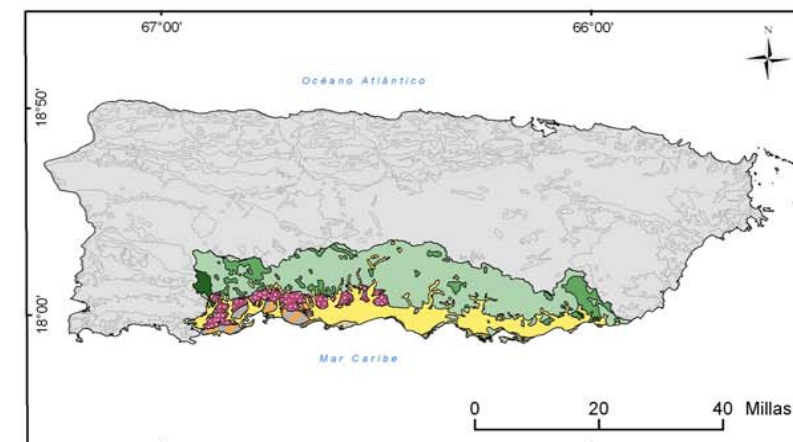 67°00' 66°00'
N
Océano Atlántico
18°50'
18°00'
Mar Caribe
0 20 40 Millas